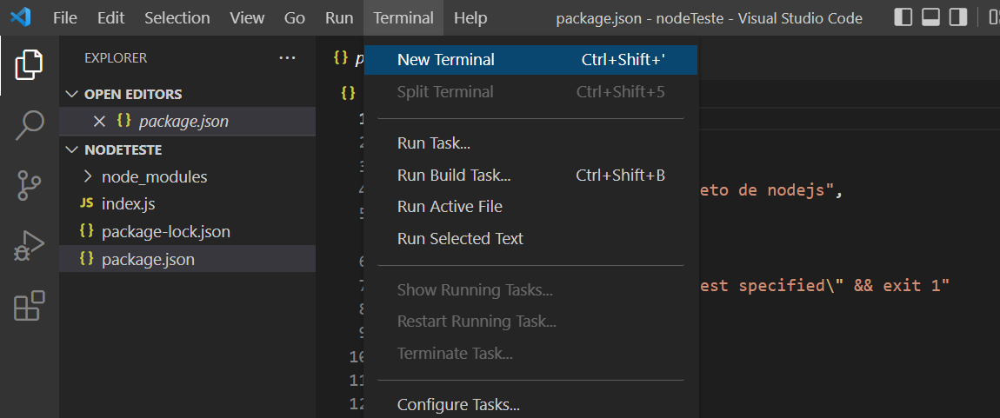 File Edit Selection View Go Run Terminal Help package.json - nodeTeste - Visual Studio Code
EXPLORER ...
OPEN EDITORS
{} package.json
NODETESTE
node_modules
JS index.js
{} package-lock.json
{} package.json
{} p
{}
New Terminal Ctrl+Shift+'
Split Terminal Ctrl+Shift+5
Run Task...
Run Build Task... Ctrl+Shift+B
Run Active File
Run Selected Text
Show Running Tasks...
Restart Running Task...
Terminate Task...
Configure Tasks...
1
2
3
4 eto de nodejs",
5
6
7 est specified\" && exit 1"
8
9
10
11
12